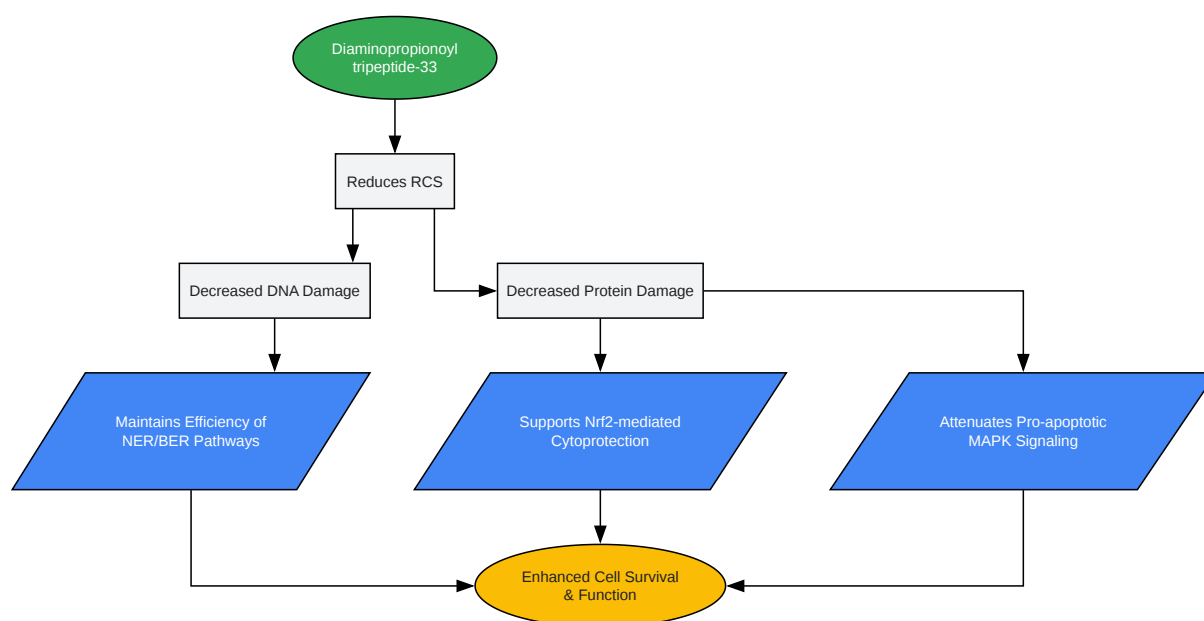 Diaminopropionoyl
tripeptide-33
Reduces RCS
Decreased DNA Damage
Decreased Protein Damage
Maintains Efficiency of
NER/BER Pathways
Supports Nrf2-mediated
Cytoprotection
Attenuates Pro-apoptotic
MAPK Signaling
Enhanced Cell Survival
& Function